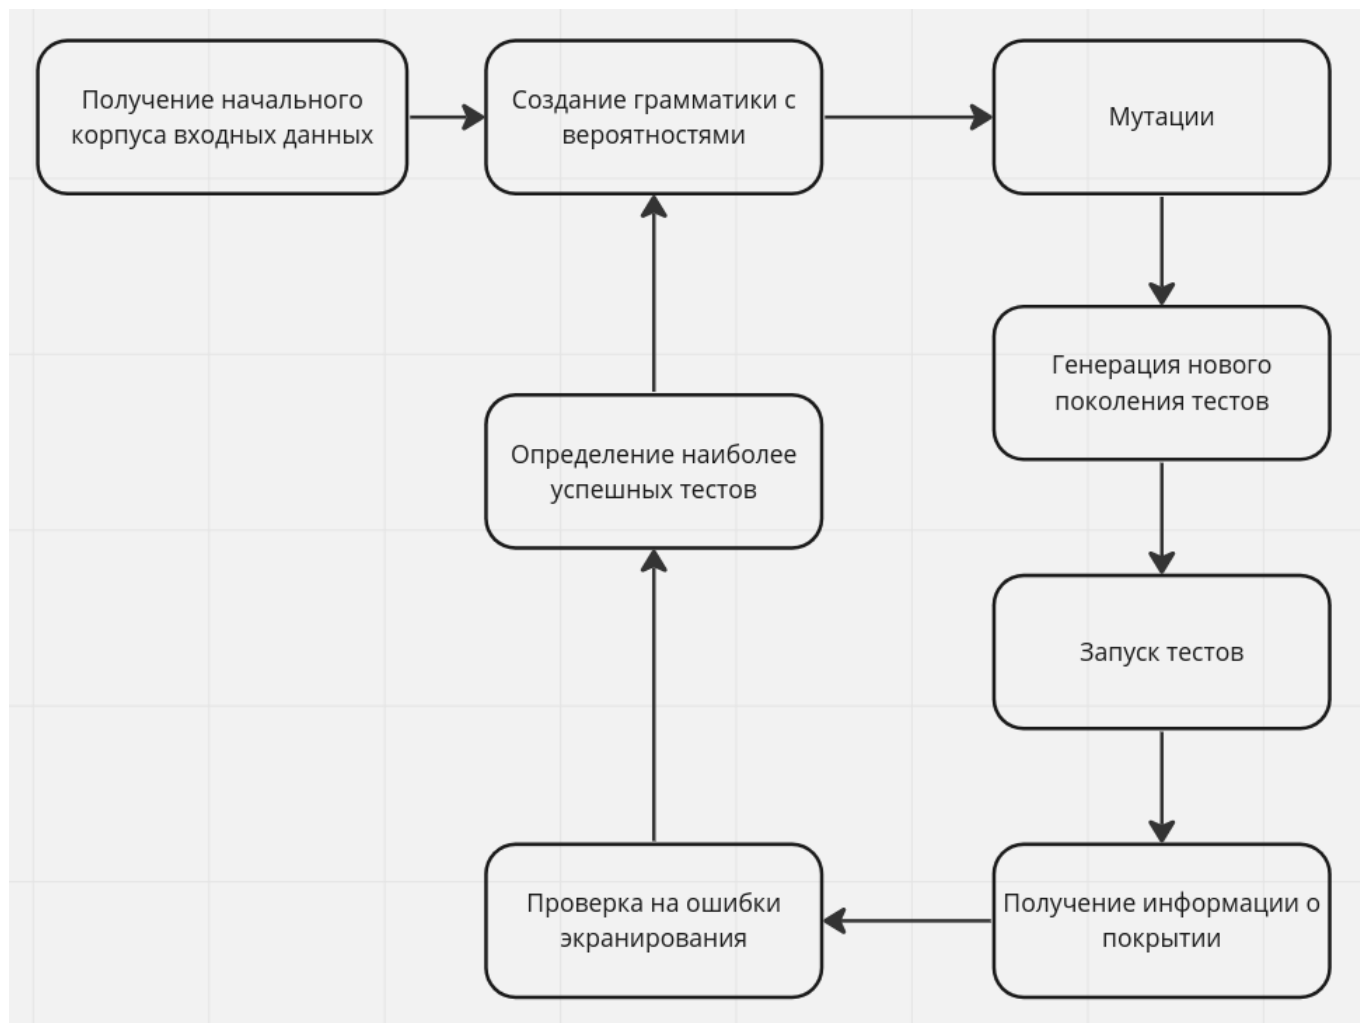 Получение начального
корпуса входных данных
Создание грамматики с
вероятностями
Мутации
Генерация нового
поколения тестов
Определение наиболее
успешных тестов
Запуск тестов
Проверка на ошибки
экранирования
Получение информации о
покрытии